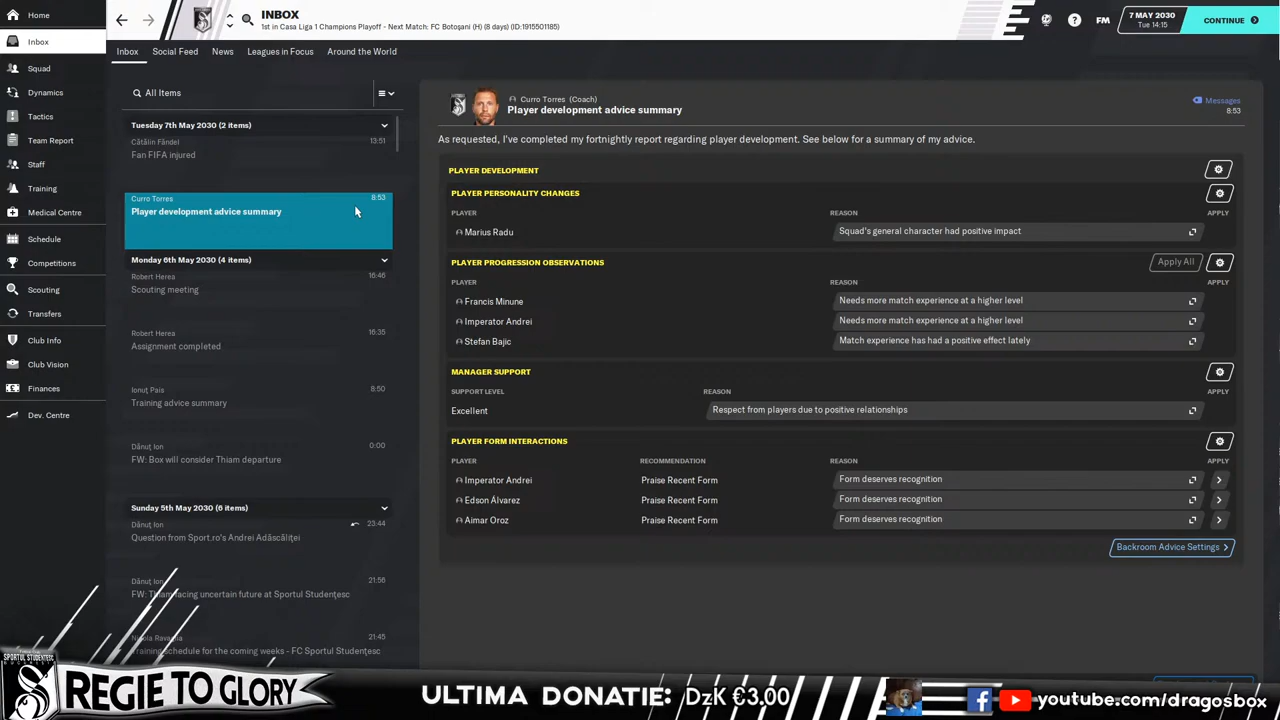 Home
Inbox
Squad
Dynamics
Tactics
Team Report
Staff
Training
Medical Centre
Schedule
Competitions
Scouting
Transfers
Club Info
Club Vision
Finances
Dev. Centre
INBOX
1st in Casa Liga 1 Champions Playoff - Next Match: FC Botoşani (H) (8 days) (ID:1915501185)
FM
7 MAY 2030
Tue 14:15
CONTINUE
Inbox Social Feed News Leagues in Focus Around the World
All Items
Tuesday 7th May 2030 (2 items)
Cătălin Fândel 13:51
Fan FIFA injured
Curro Torres 8:53
Player development advice summary
Monday 6th May 2030 (4 items)
Robert Herea 16:46
Scouting meeting
Robert Herea 16:35
Assignment completed
Ionuţ Pais 8:50
Training advice summary
Dănuţ Ion 0:00
FW: Box will consider Thiam departure
Sunday 5th May 2030 (6 items)
Dănuţ Ion 23:44
Question from Sport.ro's Andrei Adăscăliţei
Dănuţ Ion 21:56
FW: Thiam facing uncertain future at Sportul Studenţesc
Nicola Ravaglia 21:45
Training schedule for the coming weeks - FC Sportul Studenţesc
Curro Torres (Coach)
Player development advice summary
Messages
8:53
As requested, I've completed my fortnightly report regarding player development. See below for a summary of my advice.
PLAYER DEVELOPMENT
PLAYER PERSONALITY CHANGES
PLAYER REASON APPLY
Marius Radu Squad's general character had positive impact
PLAYER PROGRESSION OBSERVATIONS Apply All
PLAYER REASON APPLY
Francis Minune Needs more match experience at a higher level
Imperator Andrei Needs more match experience at a higher level
Stefan Bajic Match experience has had a positive effect lately
MANAGER SUPPORT
SUPPORT LEVEL REASON APPLY
Excellent Respect from players due to positive relationships
PLAYER FORM INTERACTIONS
PLAYER RECOMMENDATION REASON APPLY
Imperator Andrei Praise Recent Form Form deserves recognition
Edson Álvarez Praise Recent Form Form deserves recognition
Aimar Oroz Praise Recent Form Form deserves recognition
Backroom Advice Settings
SPORTUL STUDENŢESC
REGIE TO GLORY
ULTIMA DONATIE: DzK €3.00
youtube.com/dragosbox